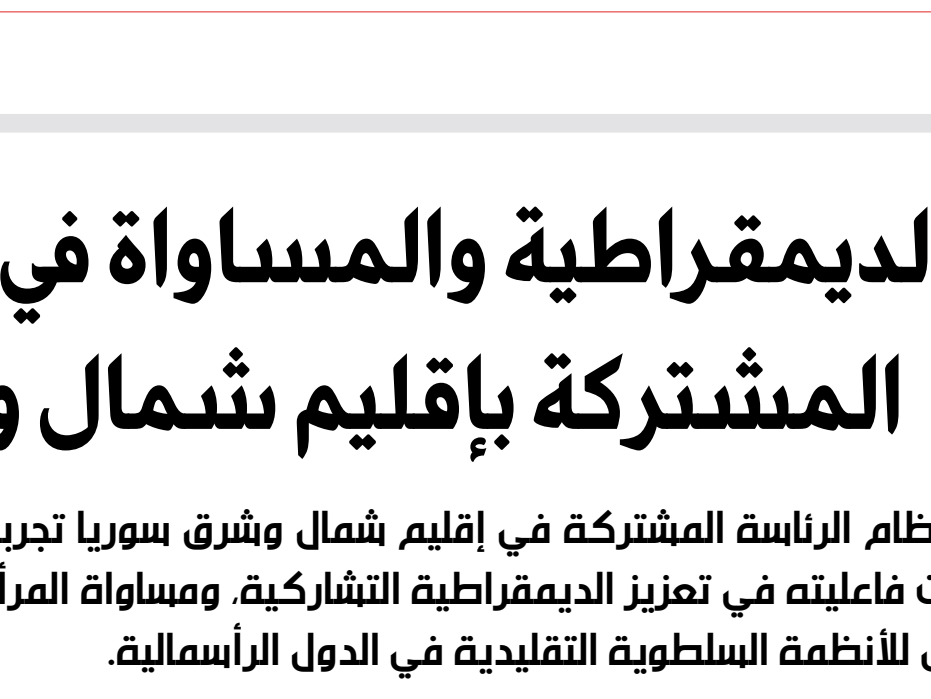 لديمقراطية والمساواة في
المشتركة بإقليم شمال و
ظام الرئاسة المشتركة في إقليم شمال وشرق سوريا تجرب
ت فاعليته في تعزيز الديمقراطية التشاركية، ومساواة المرأ
للأنظمة السلطوية التقليدية في الدول الرأسمالية.